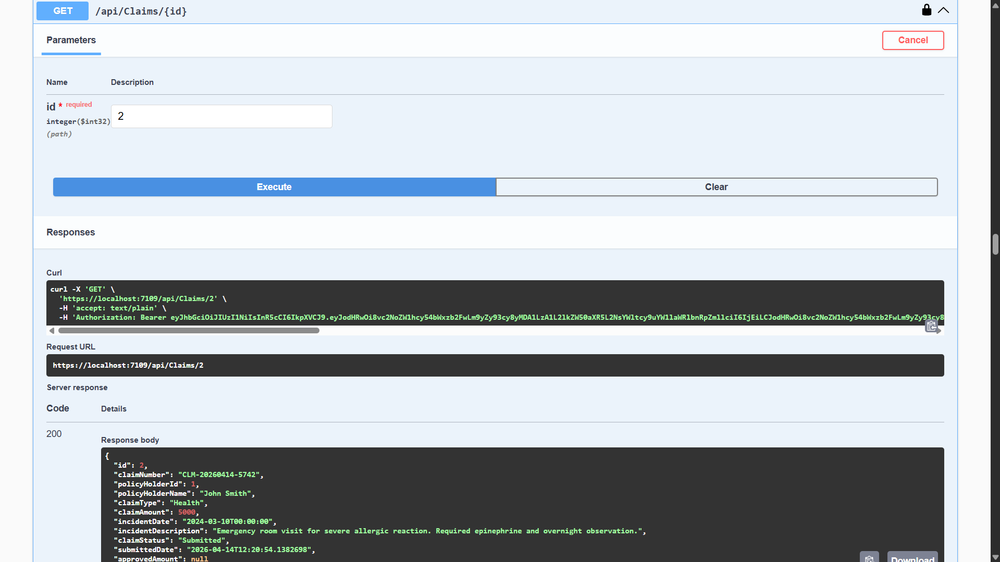 GET /api/Claims/{id}
Parameters
Cancel
Name Description
id * required
integer($int32)
(path)
2
Execute
Clear
Responses
Curl
curl -X 'GET' \
'https://localhost:7109/api/Claims/2' \
-H 'accept: text/plain' \
-H 'Authorization: Bearer eyJhbGciOiJIUzI1NiIsInR5cCI6IkpXVCJ9.eyJodHRwOi8vc2NoZW1hcy54bWxzb2FwLm9yZy93cy8yMDA1LzA1L2lkZW50aXR5L2NsYWltcy9uYW1laWRlbnRpZmllciI6IjEiLCJodHRwOi8vc2NoZW1hcy54bWxzb2FwLm9yZy93cy8
Request URL
https://localhost:7109/api/Claims/2
Server response
Code Details
200
Response body
{
"id": 2,
"claimNumber": "CLM-20260414-5742",
"policyHolderId": 1,
"policyHolderName": "John Smith",
"claimType": "Health",
"claimAmount": 5000,
"incidentDate": "2024-03-10T00:00:00",
"incidentDescription": "Emergency room visit for severe allergic reaction. Required epinephrine and overnight observation.",
"claimStatus": "Submitted",
"submittedDate": "2026-04-14T12:20:54.1382698",
"approvedAmount": null
Download